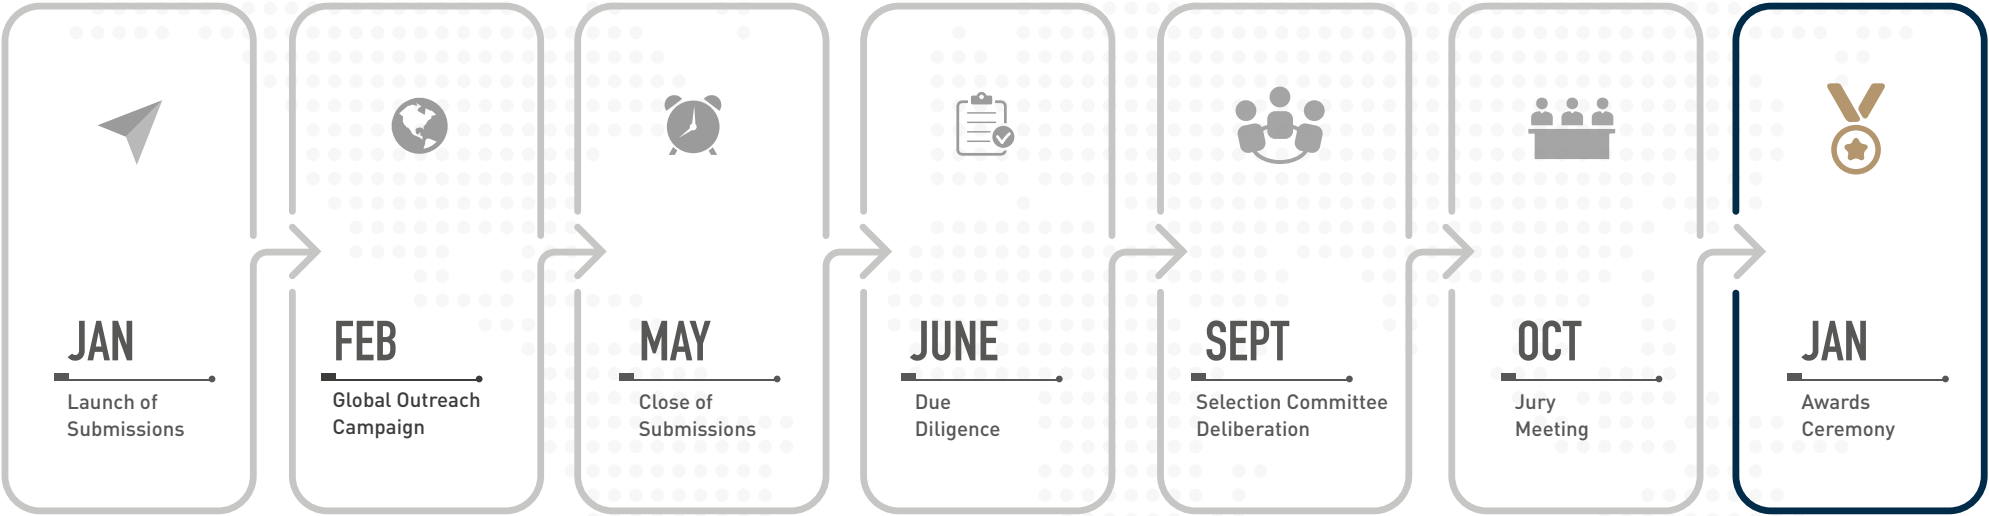 JAN
Launch of
Submissions
FEB
Global Outreach
Campaign
MAY
Close of
Submissions
JUNE
Due
Diligence
SEPT
Selection Committee
Deliberation
OCT
Jury
Meeting
JAN
Awards
Ceremony